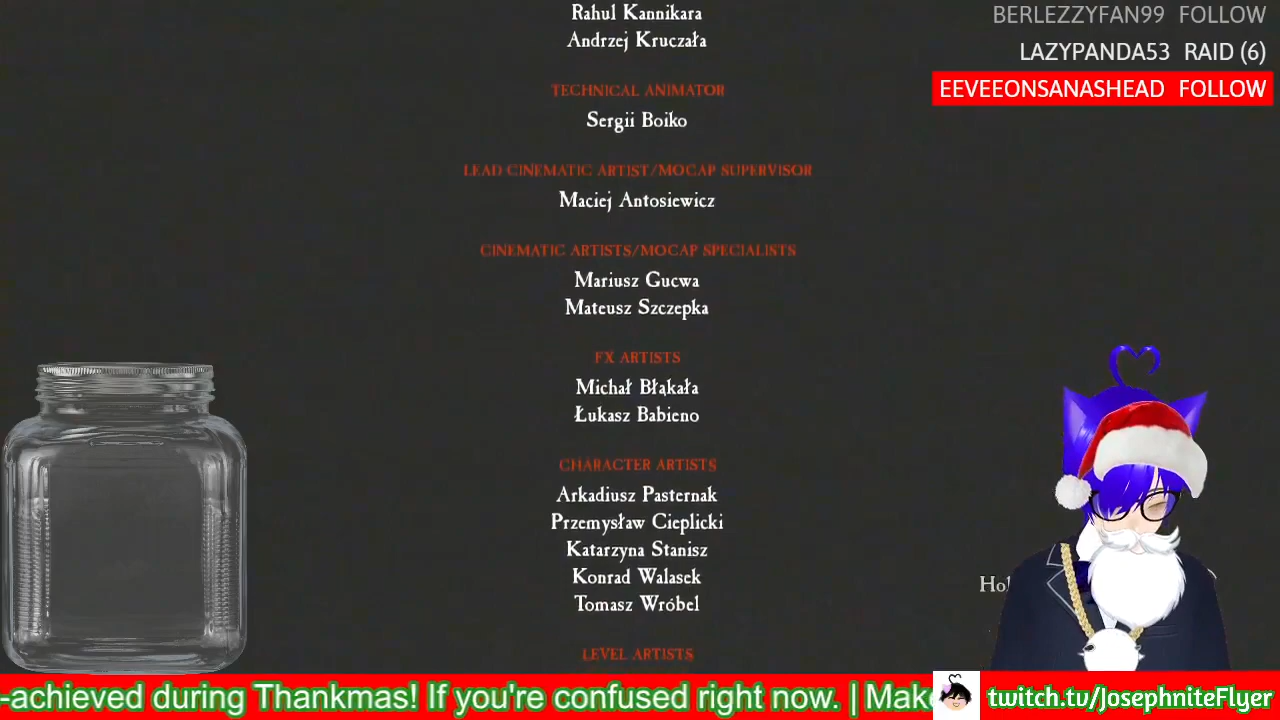 Rahul Kannikara
Andrzej Kruczała
TECHNICAL ANIMATOR
Sergii Boiko
LEAD CINEMATIC ARTIST/MOCAP SUPERVISOR
Maciej Antosiewicz
CINEMATIC ARTISTS/MOCAP SPECIALISTS
Mariusz Gucwa
Mateusz Szczepka
FX ARTISTS
Michał Błąkała
Łukasz Babieno
CHARACTER ARTISTS
Arkadiusz Pasternak
Przemysław Cieplicki
Katarzyna Stanisz
Konrad Walasek
Tomasz Wróbel
LEVEL ARTISTS
BERLEZZYFAN99 FOLLOW
LAZYPANDA53 RAID (6)
EEVEEONSANASHEAD FOLLOW
-achieved during Thankmas! If you're confused right now. | Make
twitch.tv/JosephniteFlyer